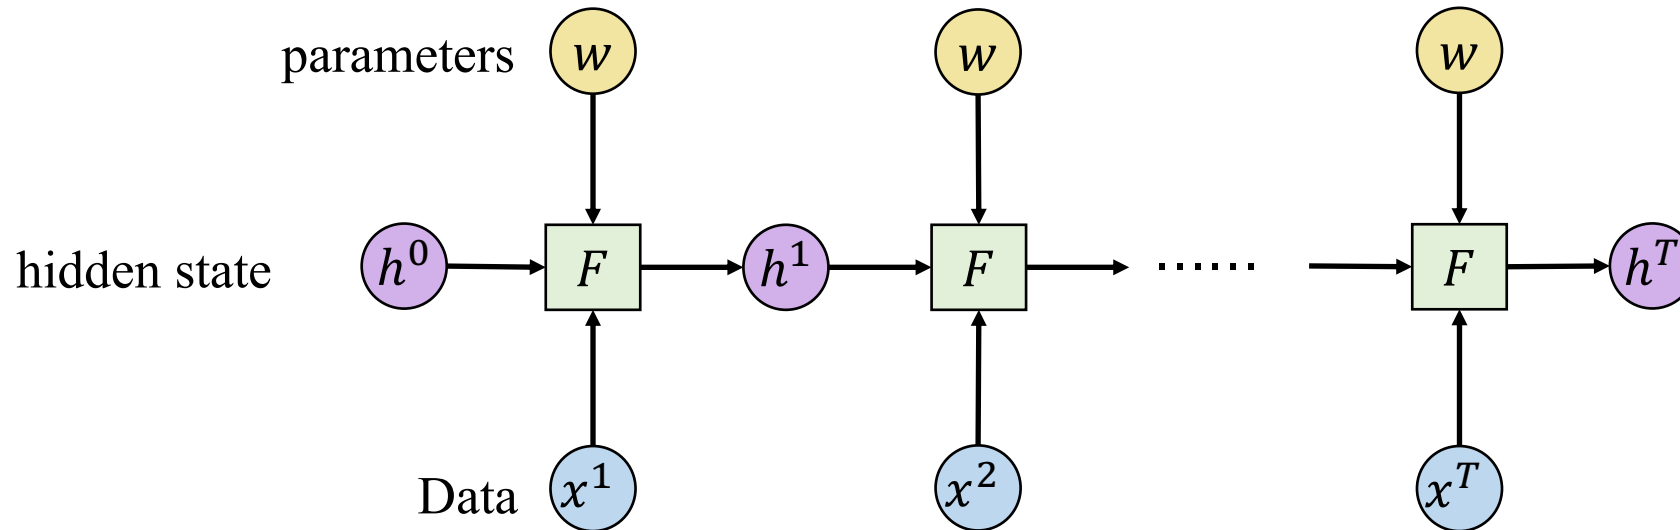 parameters w w w
hidden state h⁰ F h¹ F ...... F hᵀ
Data x¹ x² xᵀ